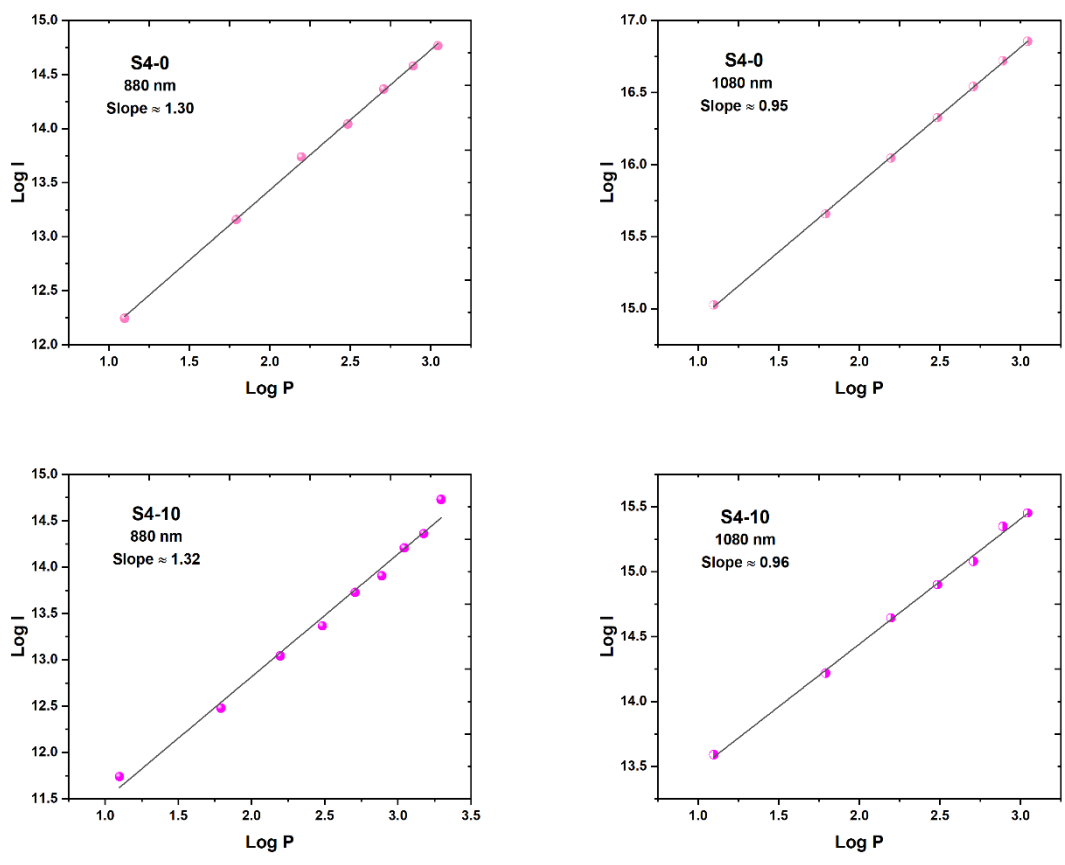 S4-0
880 nm
Slope ≈ 1.30
Log I
15.0
14.5
14.0
13.5
13.0
12.5
12.0
1.0 1.5 2.0 2.5 3.0
Log P
S4-0
1080 nm
Slope ≈ 0.95
Log I
17.0
16.5
16.0
15.5
15.0
1.0 1.5 2.0 2.5 3.0
Log P
S4-10
880 nm
Slope ≈ 1.32
Log I
15.0
14.5
14.0
13.5
13.0
12.5
12.0
11.5
1.0 1.5 2.0 2.5 3.0 3.5
Log P
S4-10
1080 nm
Slope ≈ 0.96
Log I
15.5
15.0
14.5
14.0
13.5
1.0 1.5 2.0 2.5 3.0
Log P